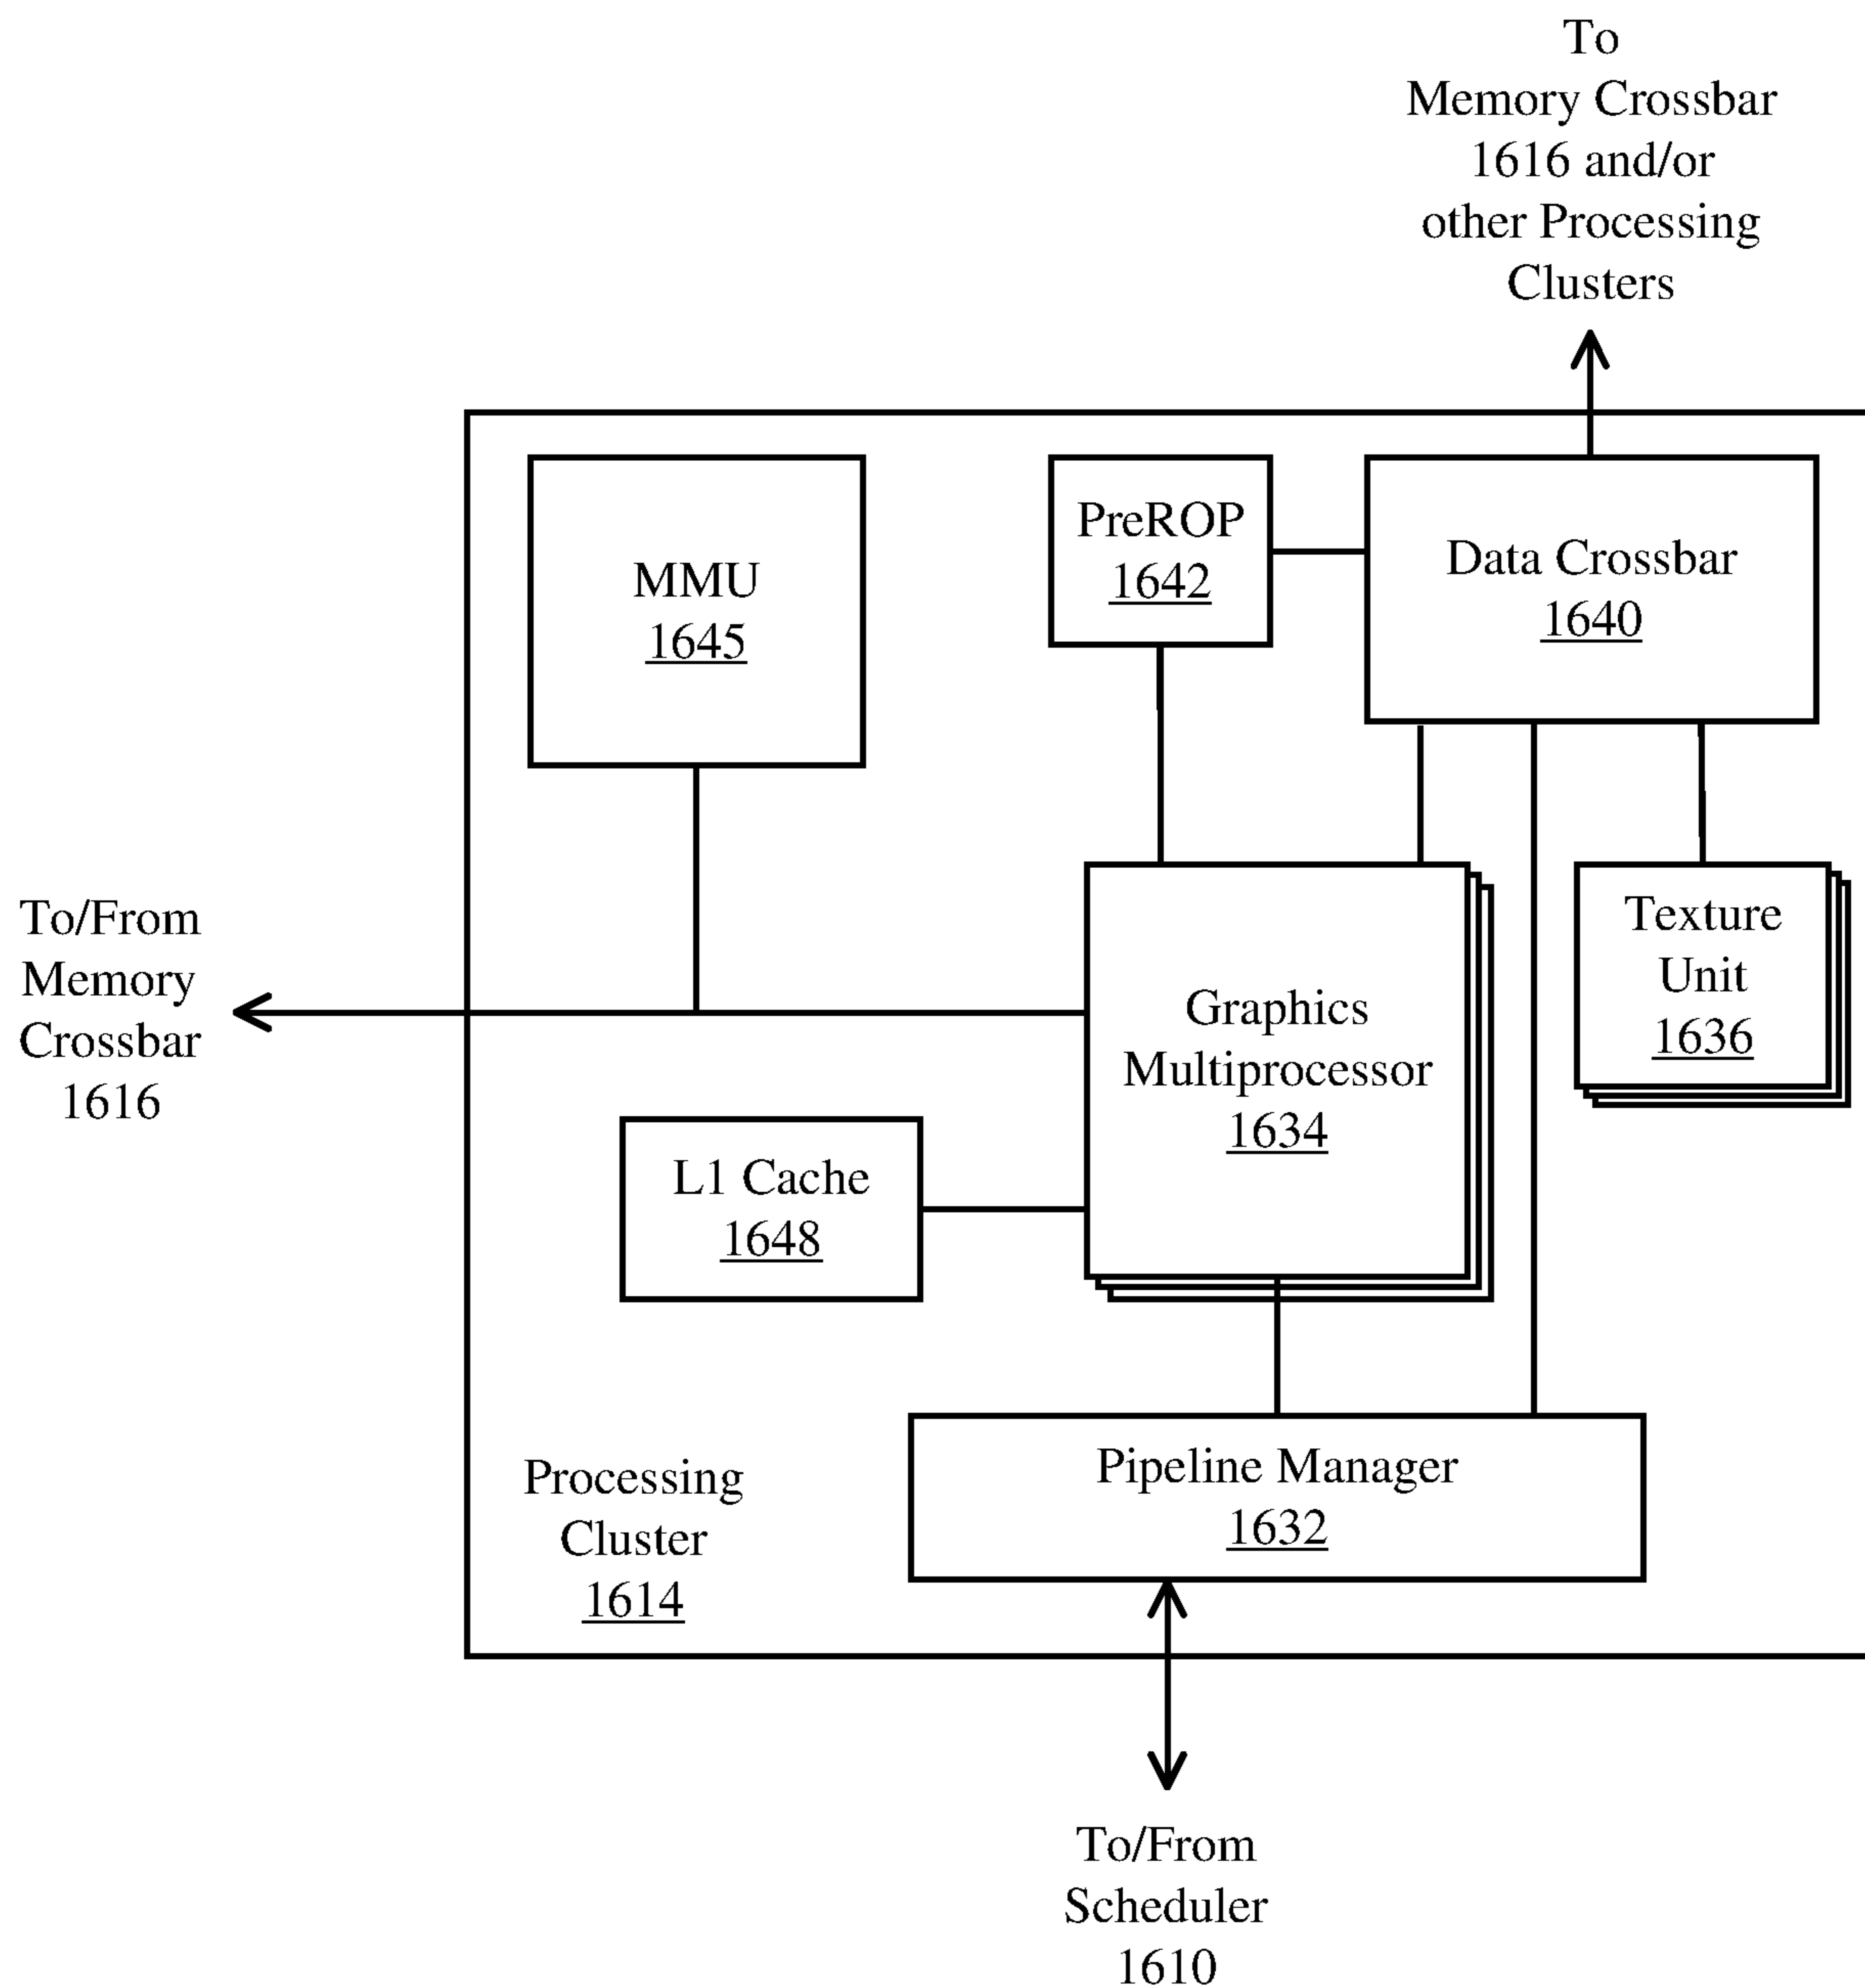 To
Memory Crossbar
1616 and/or
other Processing
Clusters
MMU
1645
PreROP
1642
Data Crossbar
1640
To/From
Memory
Crossbar
1616
Graphics
Multiprocessor
1634
Texture
Unit
1636
L1 Cache
1648
Processing
Cluster
1614
Pipeline Manager
1632
To/From
Scheduler
1610